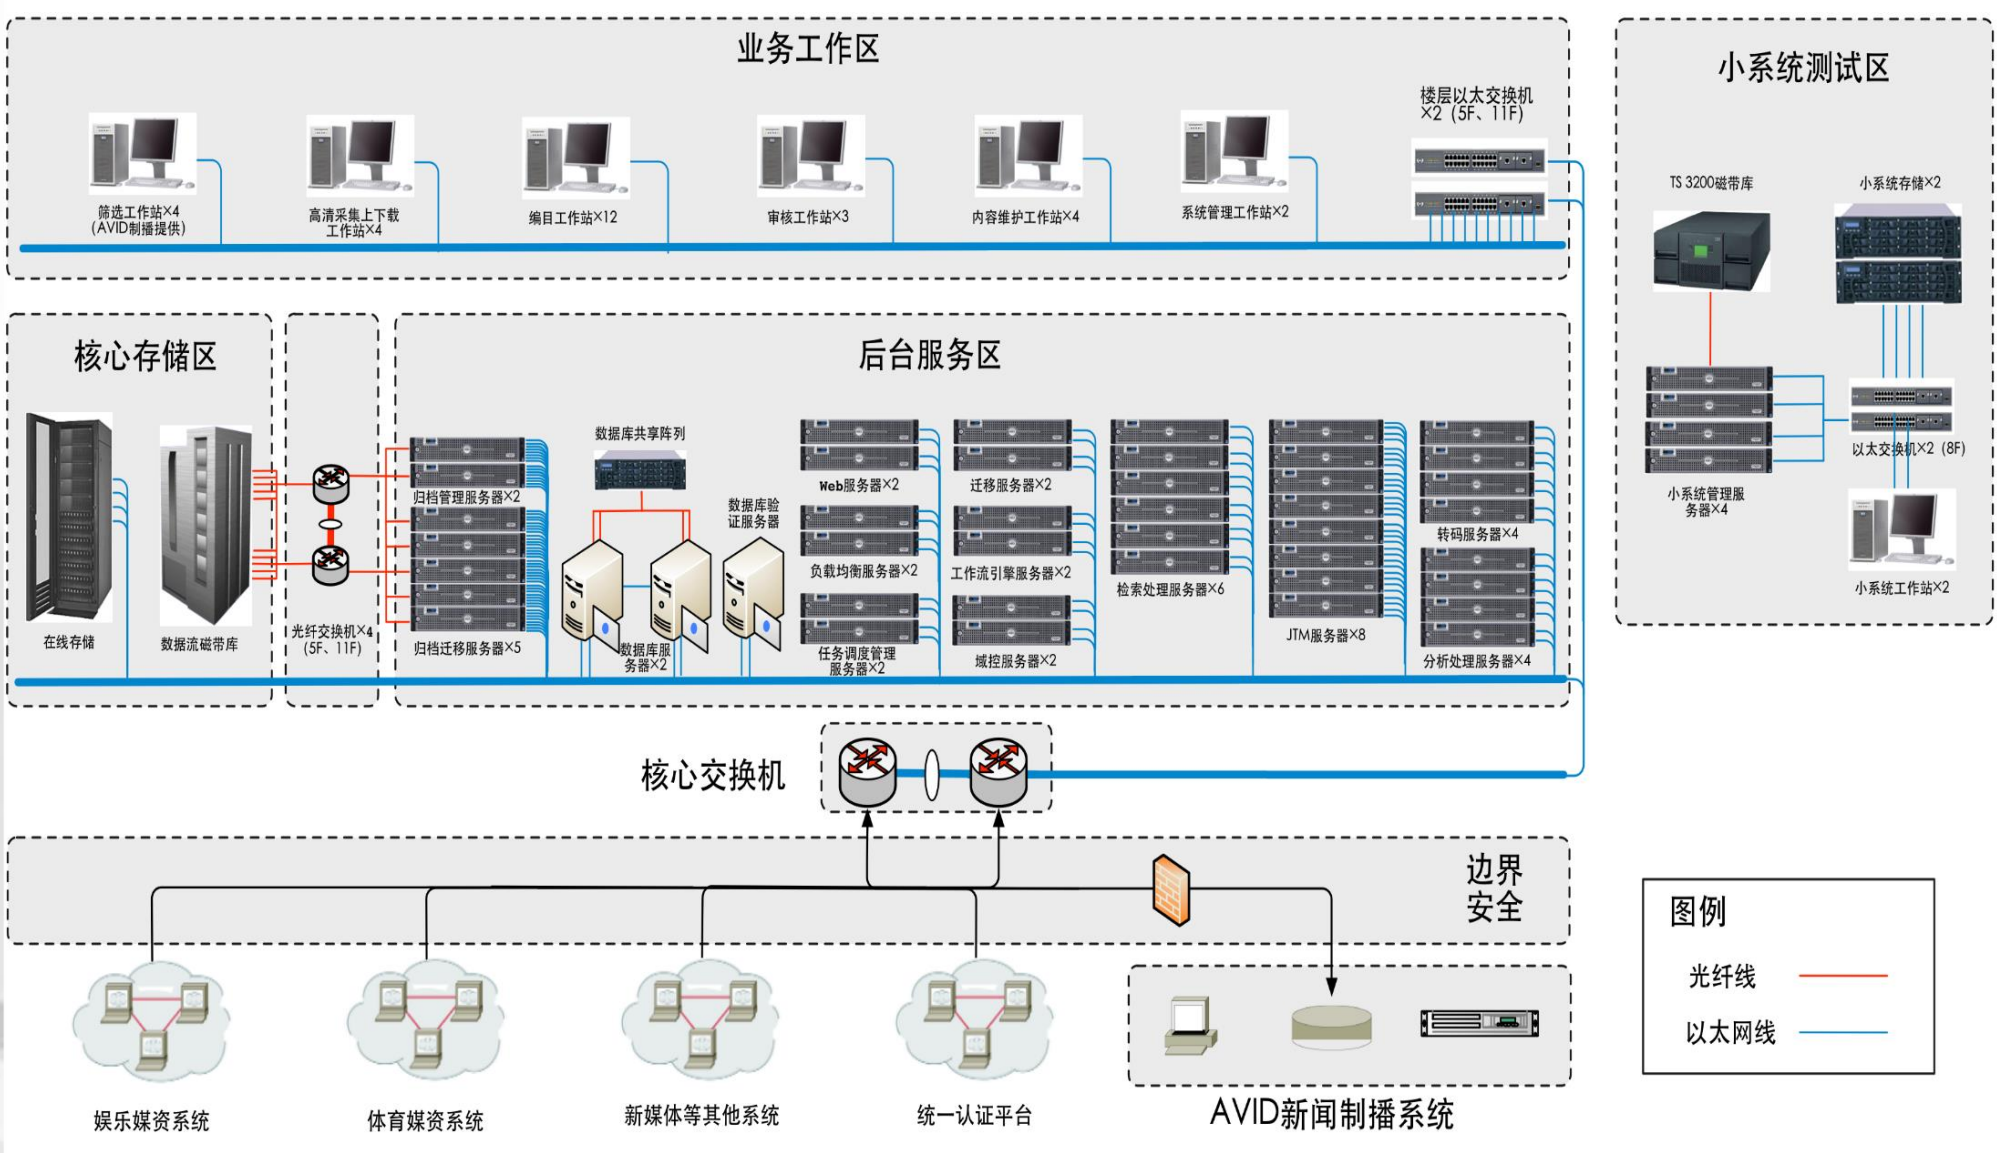 业务工作区
筛选工作站×4
(AVID制播提供)
高清采集上下载
工作站×4
编目工作站×12
审核工作站×3
内容维护工作站×4
系统管理工作站×2
楼层以太交换机
×2 (5F、11F)
小系统测试区
TS 3200磁带库
小系统存储×2
以太交换机×2 (8F)
小系统管理服
务器×4
小系统工作站×2
核心存储区
在线存储
数据流磁带库
光纤交换机×4
(5F、11F)
后台服务区
归档管理服务器×2
归档迁移服务器×5
数据库共享阵列
数据库验
证服务器
数据库服
务器×2
Web服务器×2
负载均衡服务器×2
任务调度管理
服务器×2
迁移服务器×2
工作流引擎服务器×2
域控服务器×2
检索处理服务器×6
JTM服务器×8
转码服务器×4
分析处理服务器×4
核心交换机
边界
安全
娱乐媒资系统
体育媒资系统
新媒体等其他系统
统一认证平台
AVID新闻制播系统
图例
光纤线
以太网线